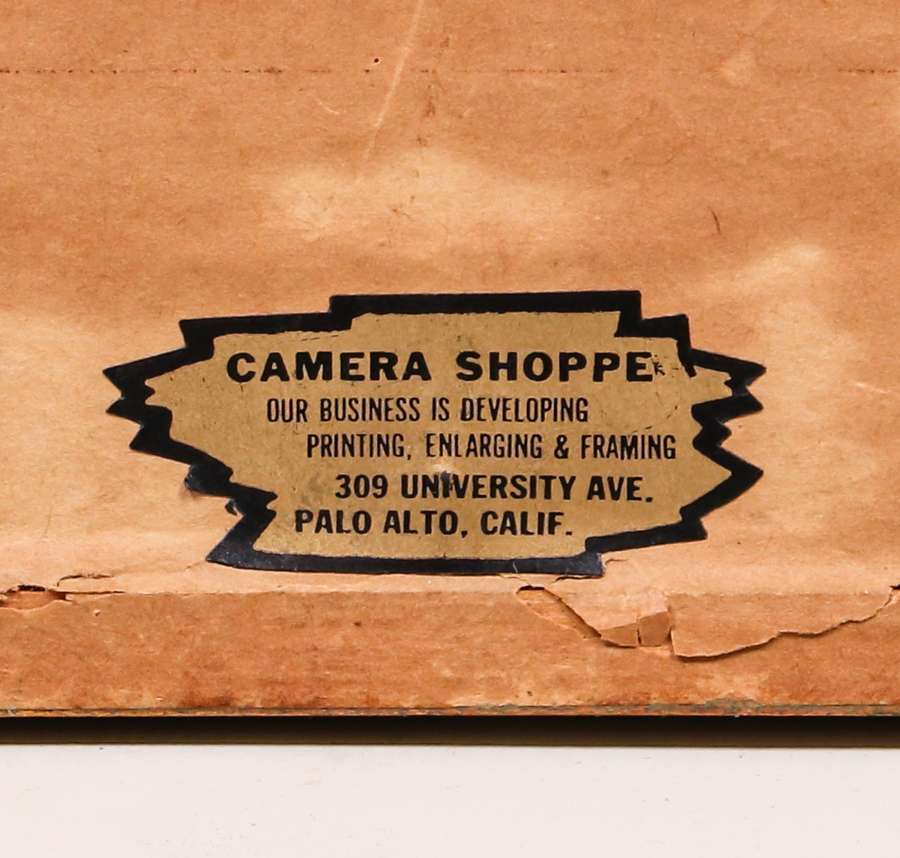 CAMERA SHOPPE
OUR BUSINESS IS DEVELOPING
PRINTING, ENLARGING & FRAMING
309 UNIVERSITY AVE.
PALO ALTO, CALIF.